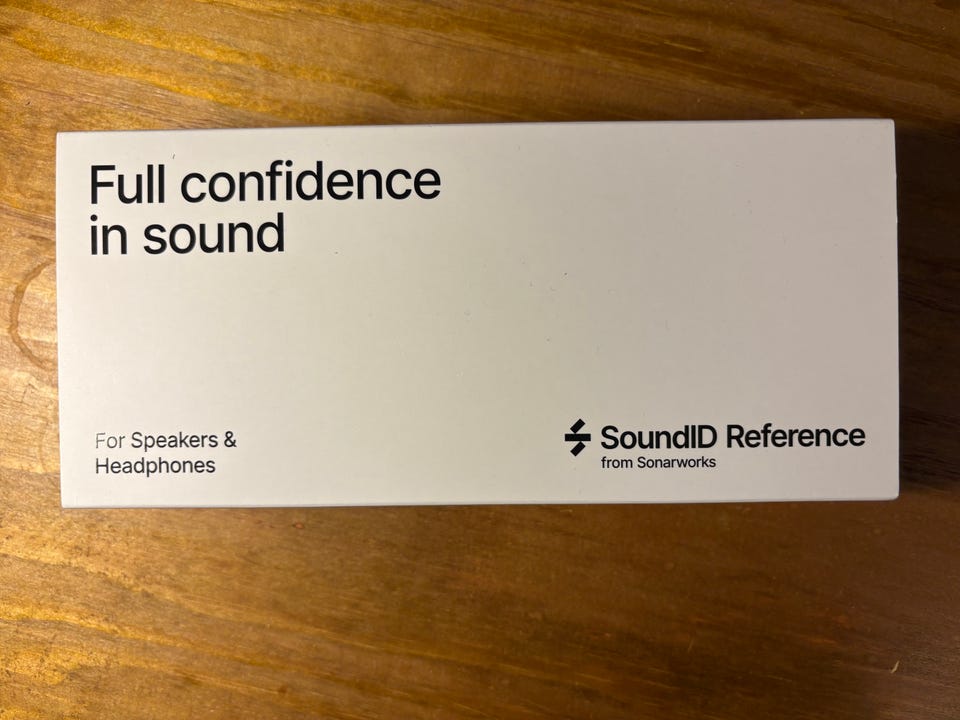 Full confidence
in sound
For Speakers &
Headphones
SoundID Reference
from Sonarworks